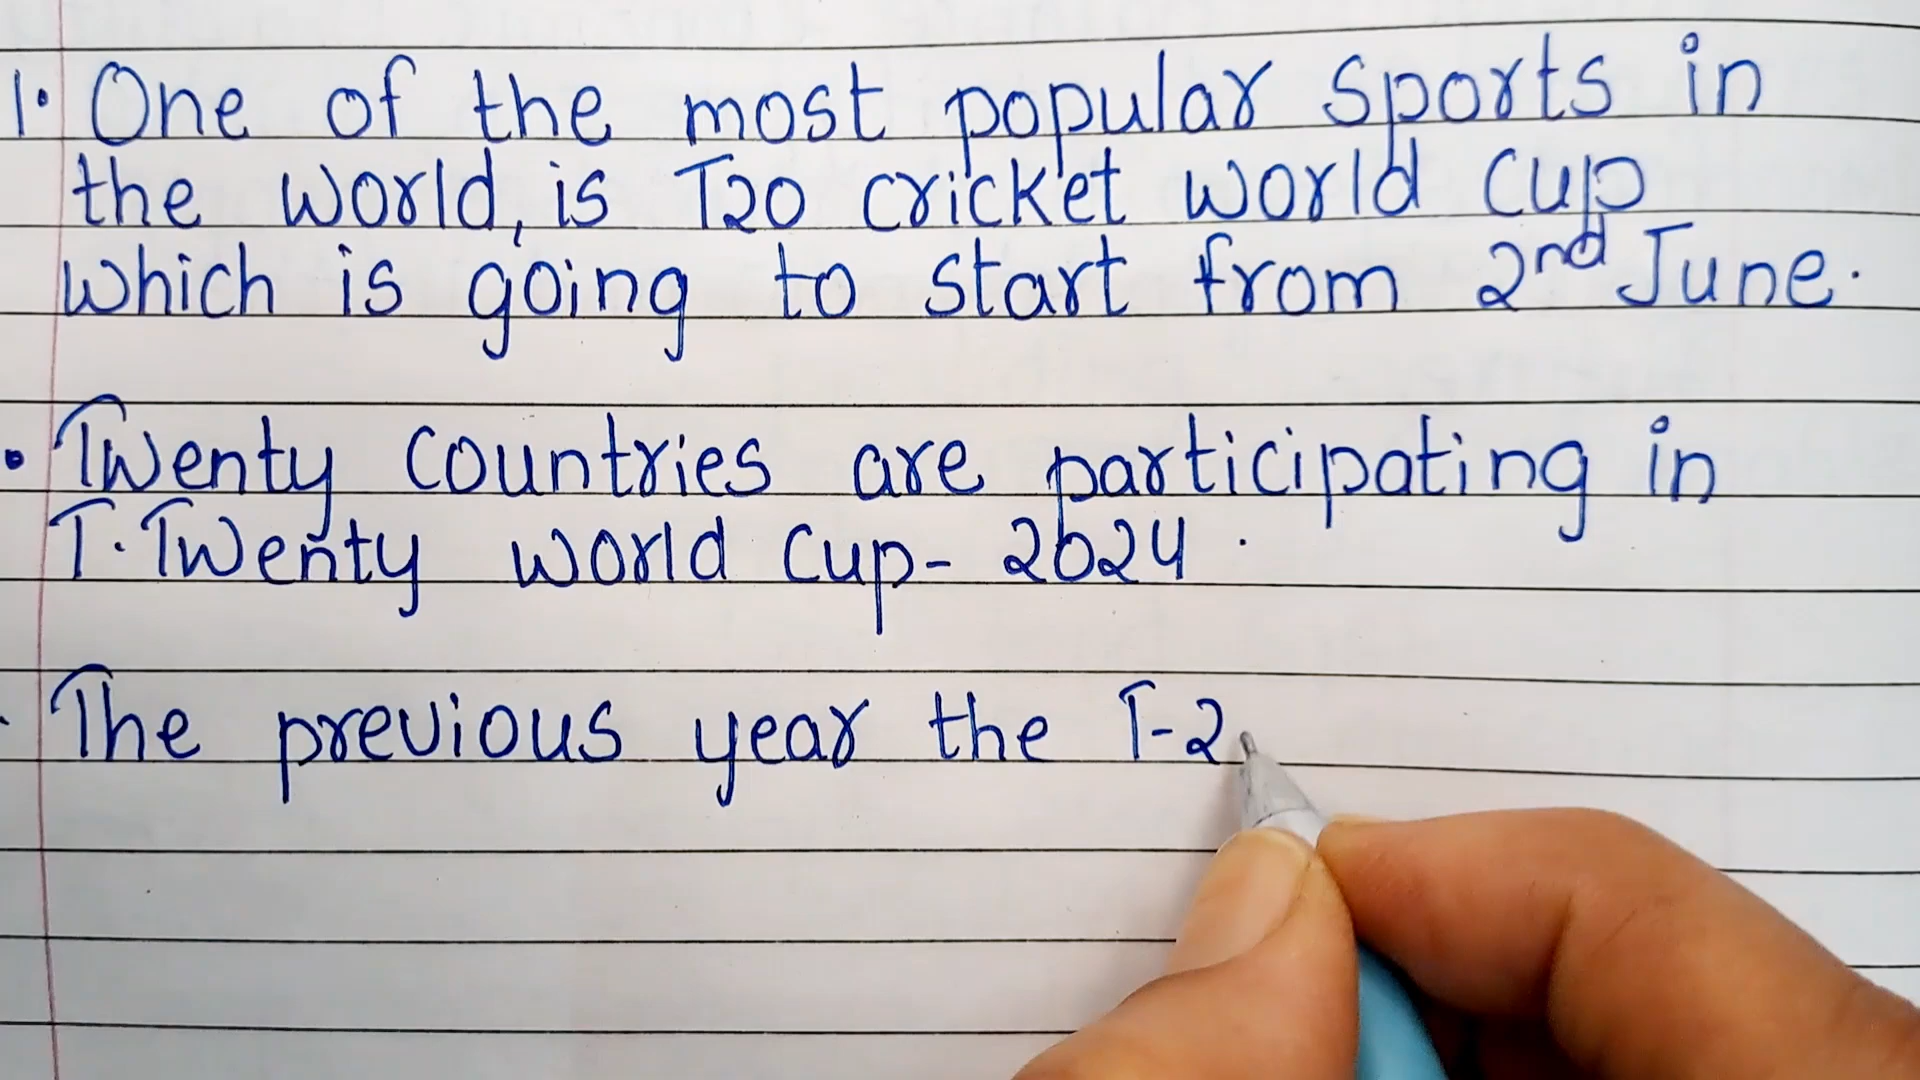 1. One of the most popular sports in
the world, is T20 cricket world cup
which is going to start from 2nd June.
• Twenty countries are participating in
T. Twenty world cup - 2024 .
The previous year the T-2